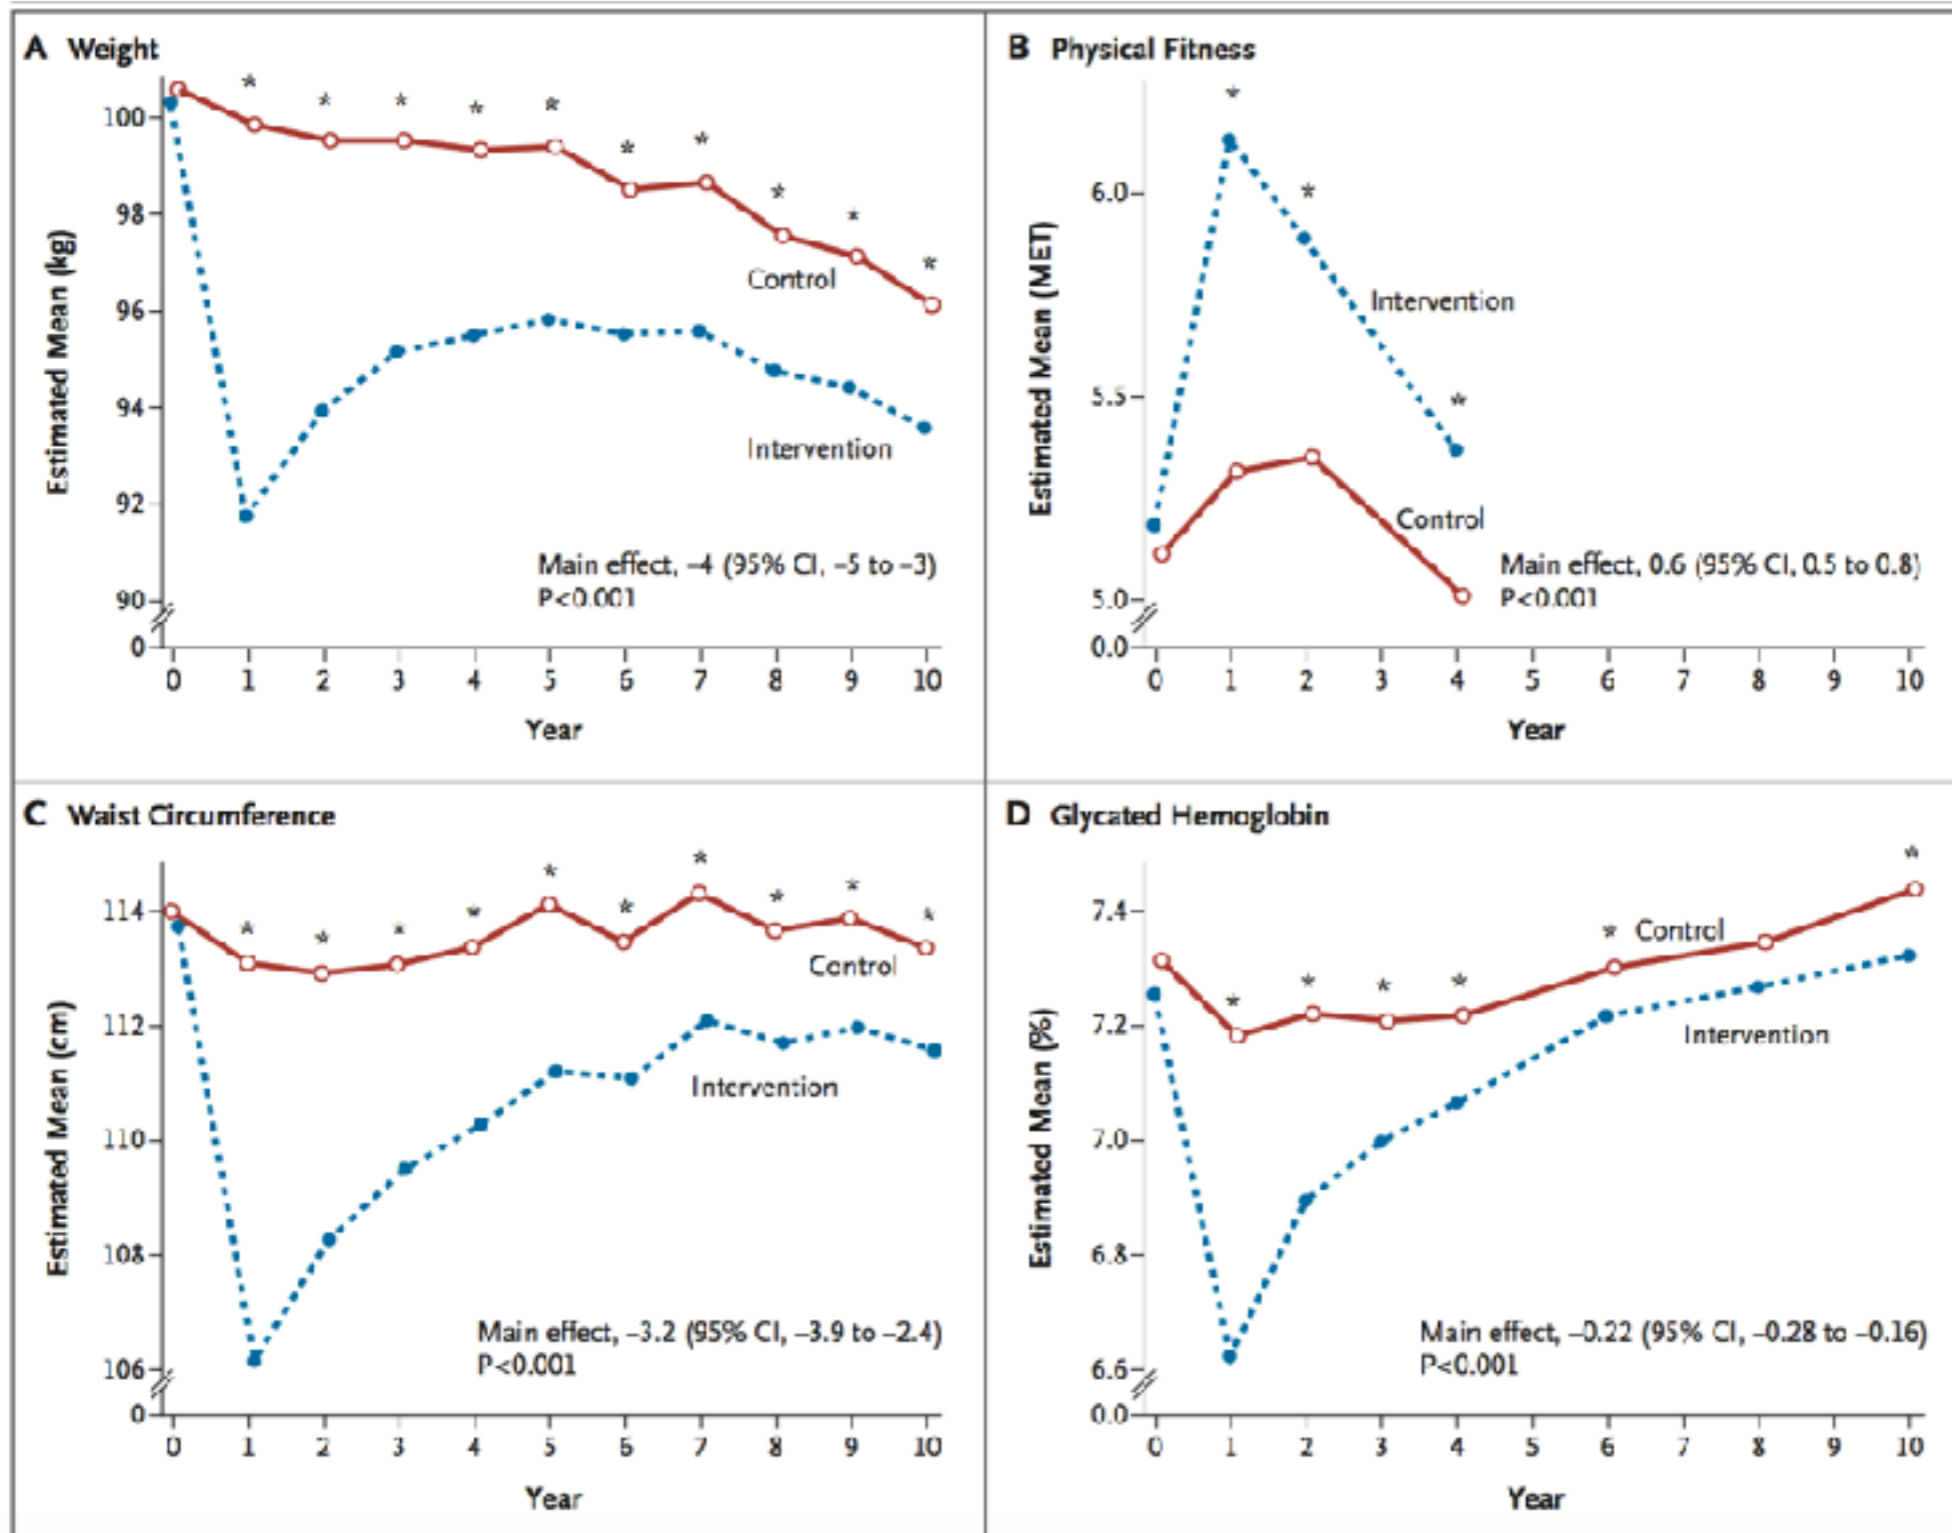 A Weight
Estimated Mean (kg)
100
98
96
94
92
90
0
* * * * * * * * * *
Control
Intervention
Main effect, –4 (95% CI, –5 to –3)
P<0.001
0 1 2 3 4 5 6 7 8 9 10
Year
B Physical Fitness
Estimated Mean (MET)
6.0
5.5
5.0
0.0
* * *
Intervention
Control
Main effect, 0.6 (95% CI, 0.5 to 0.8)
P<0.001
0 1 2 3 4 5 6 7 8 9 10
Year
C Waist Circumference
Estimated Mean (cm)
114
112
110
108
106
0
* * * * * * * * * *
Control
Intervention
Main effect, –3.2 (95% CI, –3.9 to –2.4)
P<0.001
0 1 2 3 4 5 6 7 8 9 10
Year
D Glycated Hemoglobin
Estimated Mean (%)
7.4
7.2
7.0
6.8
6.6
0.0
* * * * * *
Control
Intervention
Main effect, –0.22 (95% CI, –0.28 to –0.16)
P<0.001
0 1 2 3 4 5 6 7 8 9 10
Year